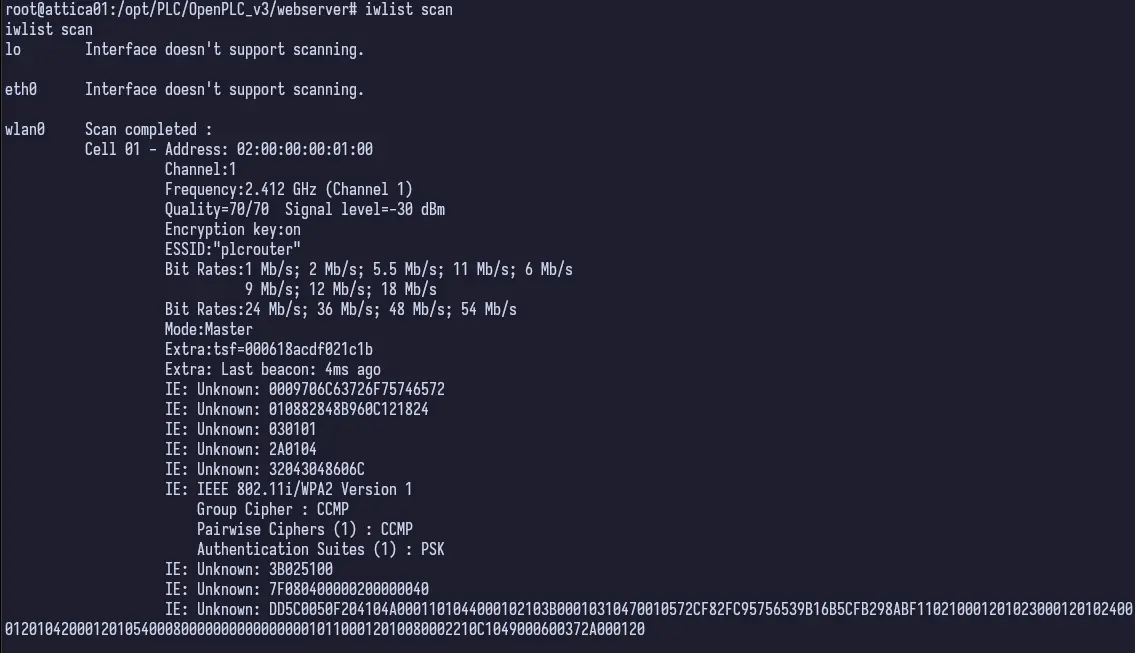 root@attica01:/opt/PLC/OpenPLC_v3/webserver# iwlist scan
iwlist scan
lo        Interface doesn't support scanning.
eth0      Interface doesn't support scanning.
wlan0     Scan completed :
          Cell 01 - Address: 02:00:00:00:01:00
                    Channel:1
                    Frequency:2.412 GHz (Channel 1)
                    Quality=70/70  Signal level=-30 dBm
                    Encryption key:on
                    ESSID:"plcrouter"
                    Bit Rates:1 Mb/s; 2 Mb/s; 5.5 Mb/s; 11 Mb/s; 6 Mb/s
                              9 Mb/s; 12 Mb/s; 18 Mb/s
                    Bit Rates:24 Mb/s; 36 Mb/s; 48 Mb/s; 54 Mb/s
                    Mode:Master
                    Extra:tsf=000618acdf021c1b
                    Extra: Last beacon: 4ms ago
                    IE: Unknown: 0009706C63726F75746572
                    IE: Unknown: 010882848B960C121824
                    IE: Unknown: 030101
                    IE: Unknown: 2A0104
                    IE: Unknown: 32043048606C
                    IE: IEEE 802.11i/WPA2 Version 1
                        Group Cipher : CCMP
                        Pairwise Ciphers (1) : CCMP
                        Authentication Suites (1) : PSK
                    IE: Unknown: 3B025100
                    IE: Unknown: 7F080400000200000040
                    IE: Unknown: DD5C0050F204104A0001101044000102103B00010310470010572CF82FC95756539B16B5CFB298ABF11021000120102300012010240​0
012010420001201054000800000000000000001011000120100800022​10C1049000600372A000120